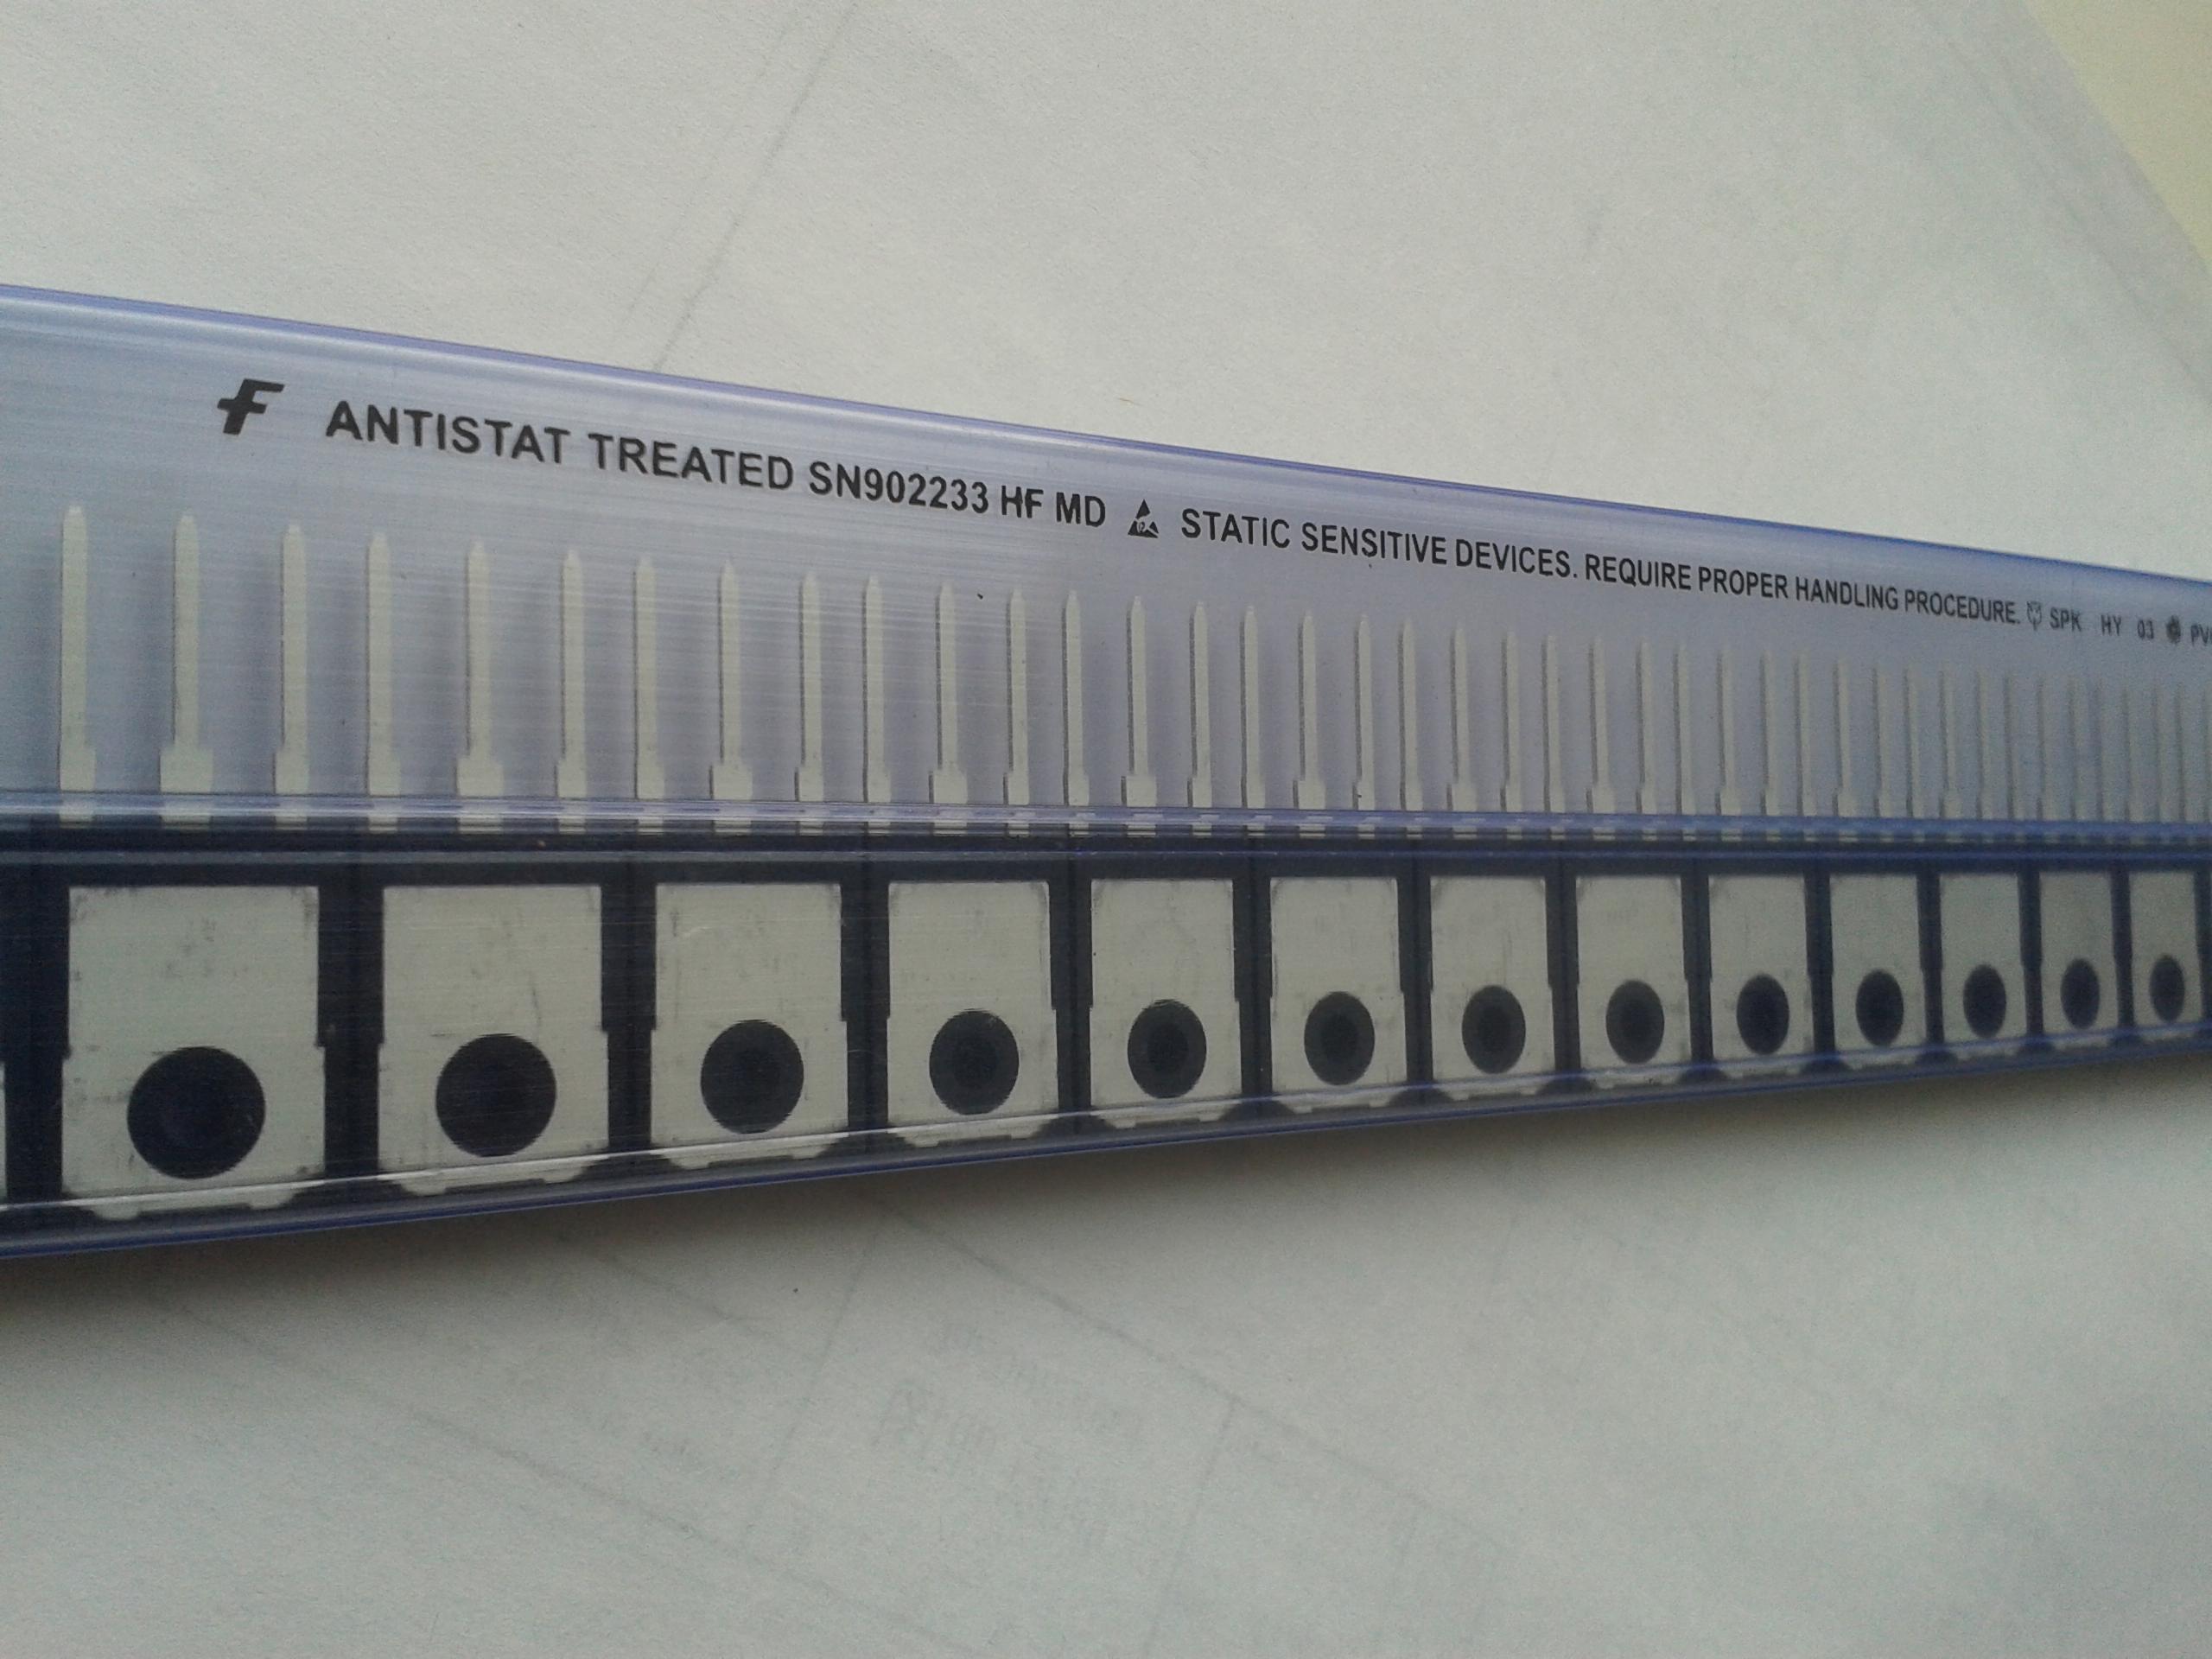 F ANTISTAT TREATED SN902233 HF MD STATIC SENSITIVE DEVICES. REQUIRE PROPER HANDLING PROCEDURE. SPK HY 03